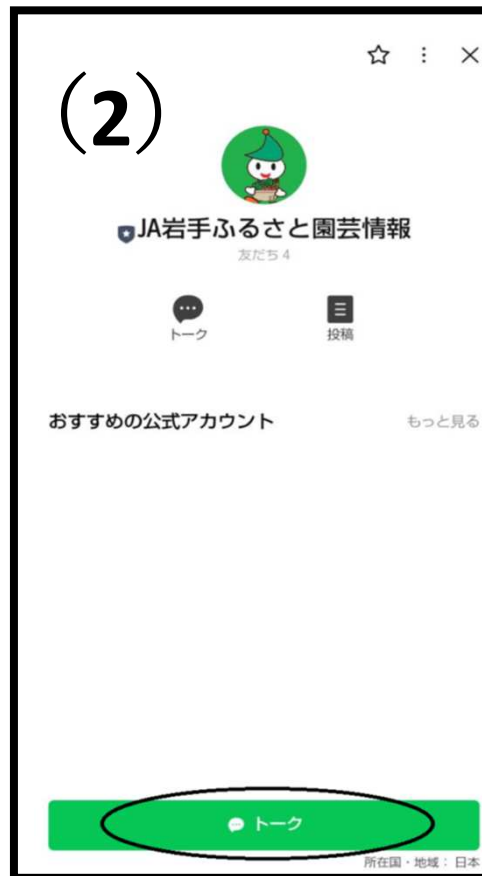 （2）
JA岩手ふるさと園芸情報
友だち 4
トーク
投稿
おすすめの公式アカウント
もっと見る
トーク
所在国・地域： 日本